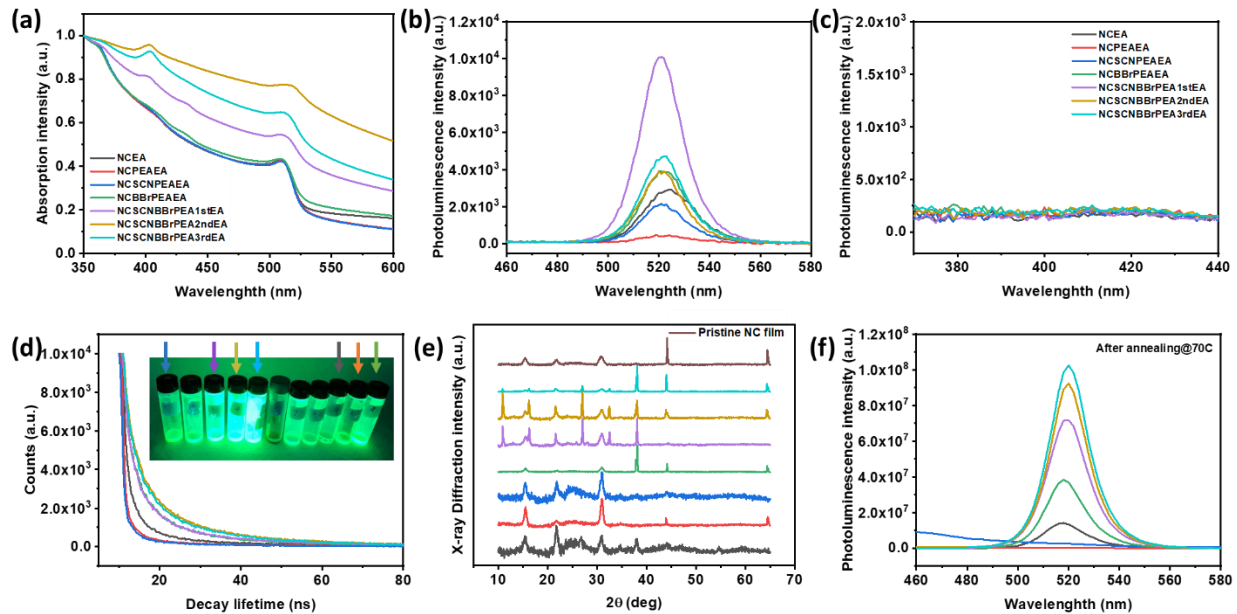 (a)
Absorption intensity (a.u.)
1.0
0.8
0.6
0.4
0.2
0.0
NCEA
NCPEAEA
NCSCNPEAEA
NCBBrPEAEA
NCSCNBBrPEA1stEA
NCSCNBBrPEA2ndEA
NCSCNBBrPEA3rdEA
350 400 450 500 550 600
Wavelenghth (nm)
(b)
Photoluminescence intensity (a.u.)
1.2x10⁴
1.0x10⁴
8.0x10³
6.0x10³
4.0x10³
2.0x10³
0.0
460 480 500 520 540 560 580
Wavelenghth (nm)
(c)
Photoluminescence intensity (a.u.)
2.0x10³
1.5x10³
1.0x10³
5.0x10²
0.0
NCEA
NCPEAEA
NCSCNPEAEA
NCBBrPEAEA
NCSCNBBrPEA1stEA
NCSCNBBrPEA2ndEA
NCSCNBBrPEA3rdEA
380 400 420 440
Wavelenghth (nm)
(d)
Counts (a.u.)
1.0x10⁴
8.0x10³
6.0x10³
4.0x10³
2.0x10³
0.0
20 40 60 80
Decay lifetime (ns)
(e)
X-ray Diffraction intensity (a.u.)
Pristine NC film
10 20 30 40 50 60 70
2θ (deg)
(f)
Photoluminescence intensity (a.u.)
1.2x10⁸
1.0x10⁸
8.0x10⁷
6.0x10⁷
4.0x10⁷
2.0x10⁷
0.0
After annealing@70C
460 480 500 520 540 560 580
Wavelenghth (nm)